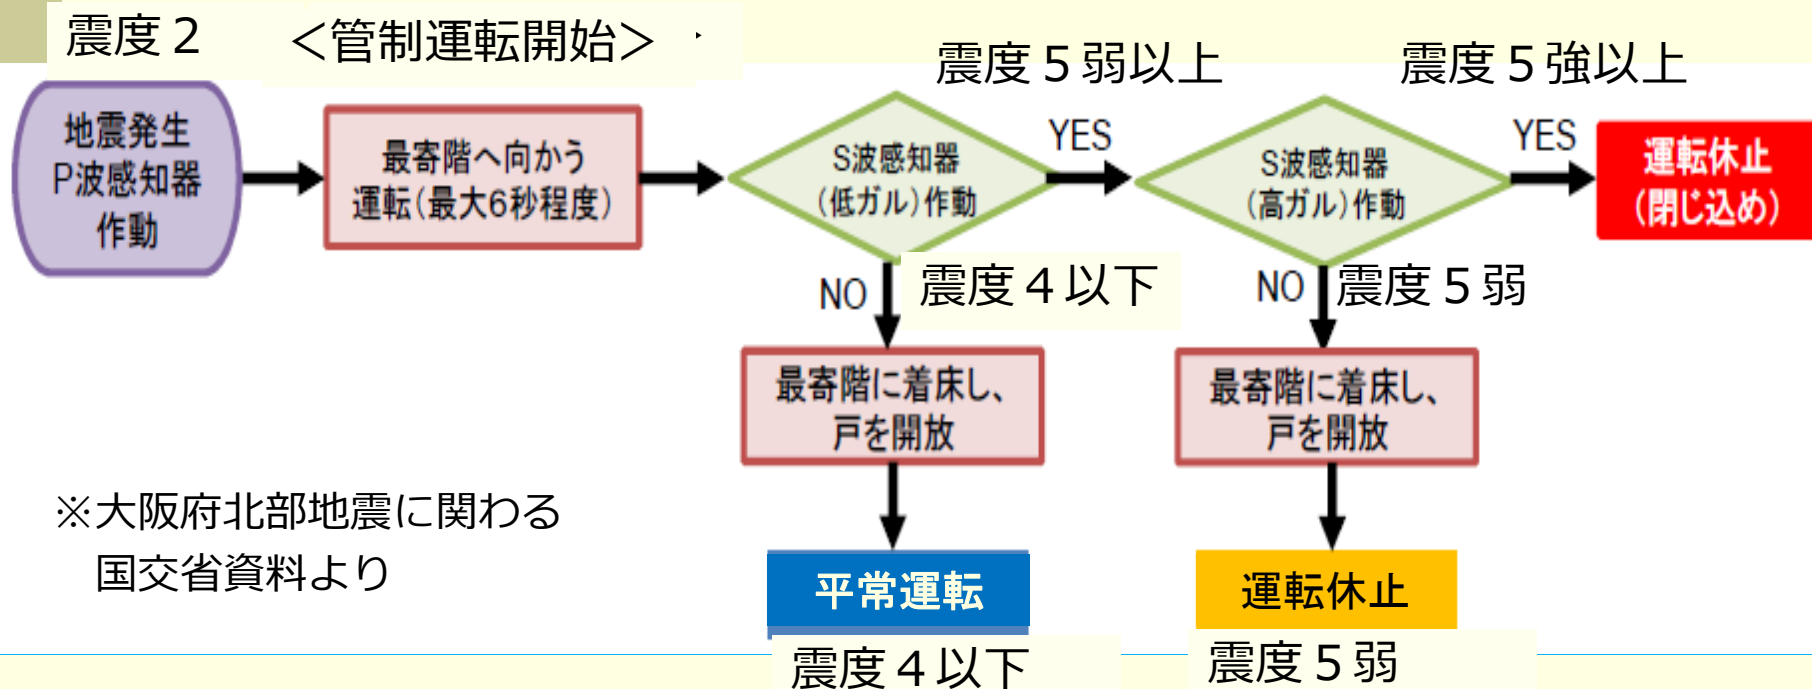 震度２
＜管制運転開始＞
地震発生
P波感知器
作動
最寄階へ向かう
運転(最大6秒程度)
震度５弱以上
S波感知器
(低ガル)作動
YES
震度５強以上
S波感知器
(高ガル)作動
YES
運転休止
(閉じ込め)
NO
震度４以下
NO
震度５弱
最寄階に着床し、
戸を開放
最寄階に着床し、
戸を開放
※大阪府北部地震に関わる
国交省資料より
平常運転
運転休止
震度４以下
震度５弱